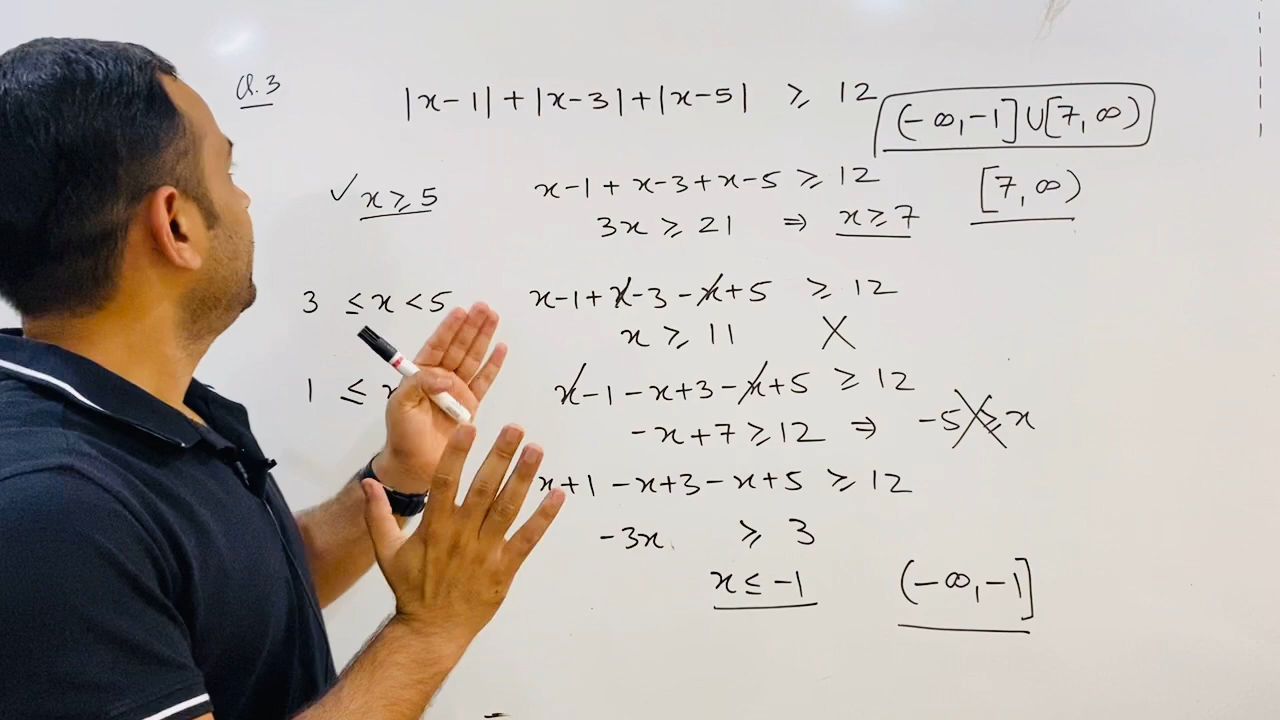 Q.3
|x-1| + |x-3| + |x-5| ≥ 12
(-∞, -1] ∪ [7, ∞)
✓ x ≥ 5 x-1 + x-3 + x-5 ≥ 12 [7, ∞)
3x ≥ 21 ⇒ x ≥ 7
3 ≤ x < 5 x-1 + x-3 - x+5 ≥ 12
x ≥ 11 X
1 ≤ x x-1 - x+3 - x+5 ≥ 12
-x+7 ≥ 12 ⇒ -5 ≥ x
x+1 - x+3 - x+5 ≥ 12
-3x ≥ 3
x ≤ -1 (-∞, -1]